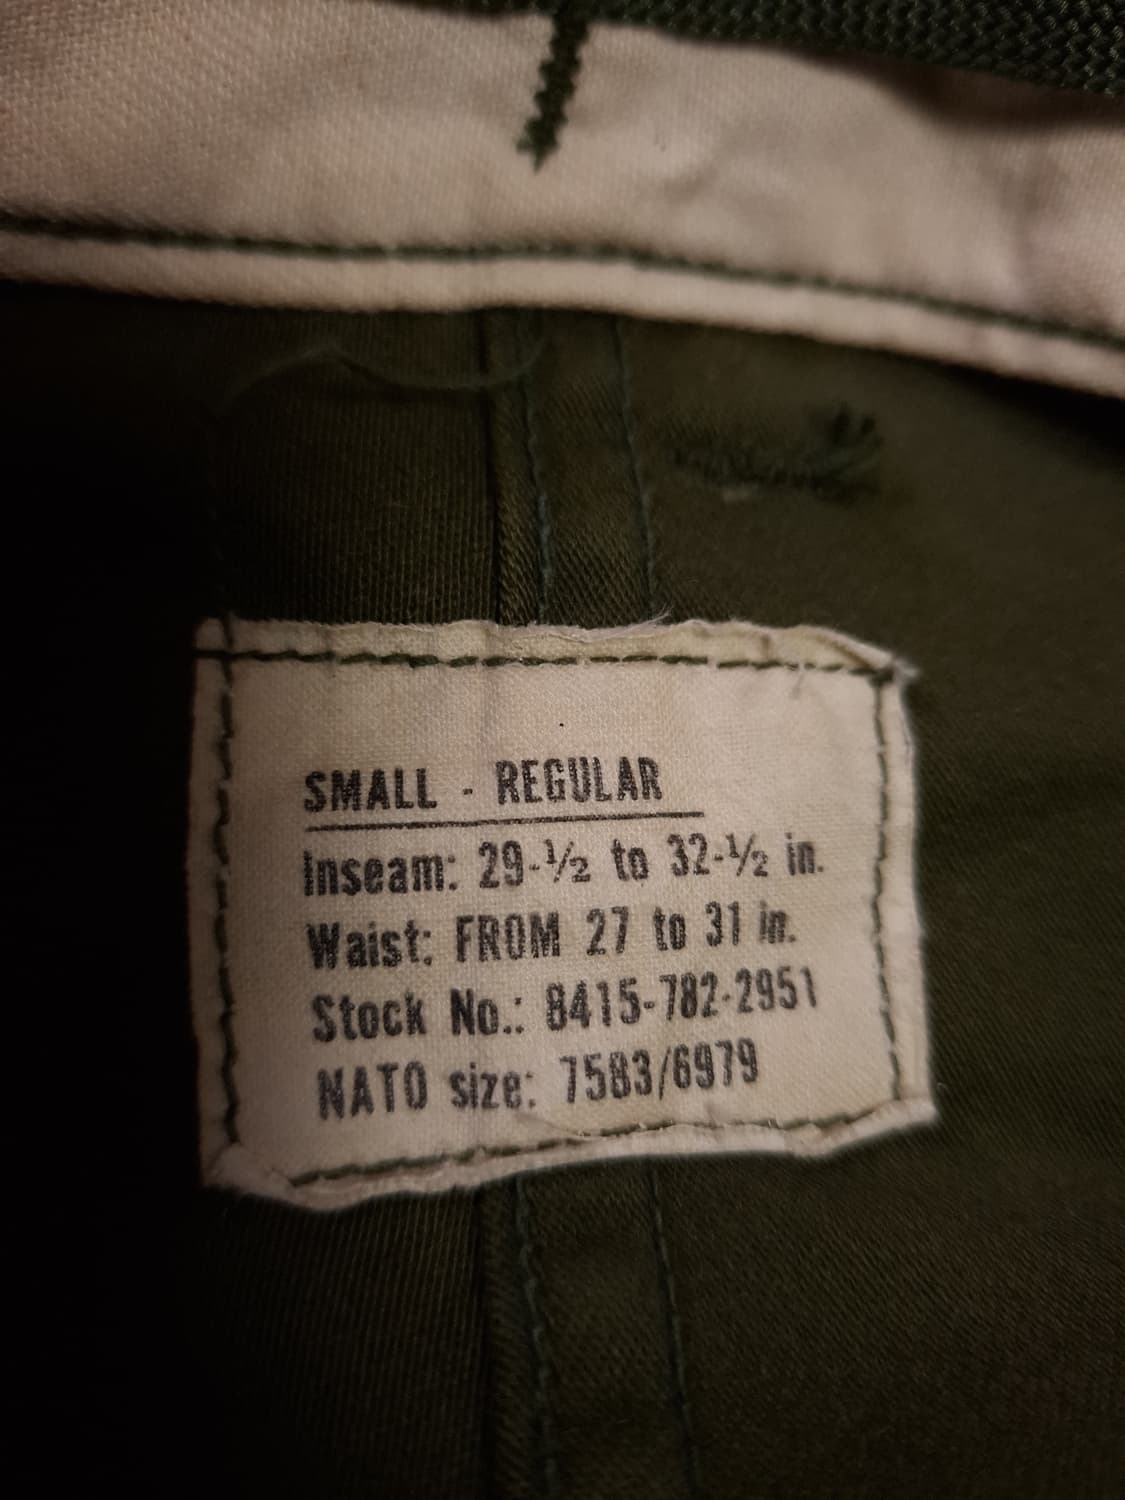 SMALL - REGULAR
Inseam: 29-½ to 32-½ in.
Waist: FROM 27 to 31 in.
Stock No.: 8415-782-2951
NATO size: 7583/6979